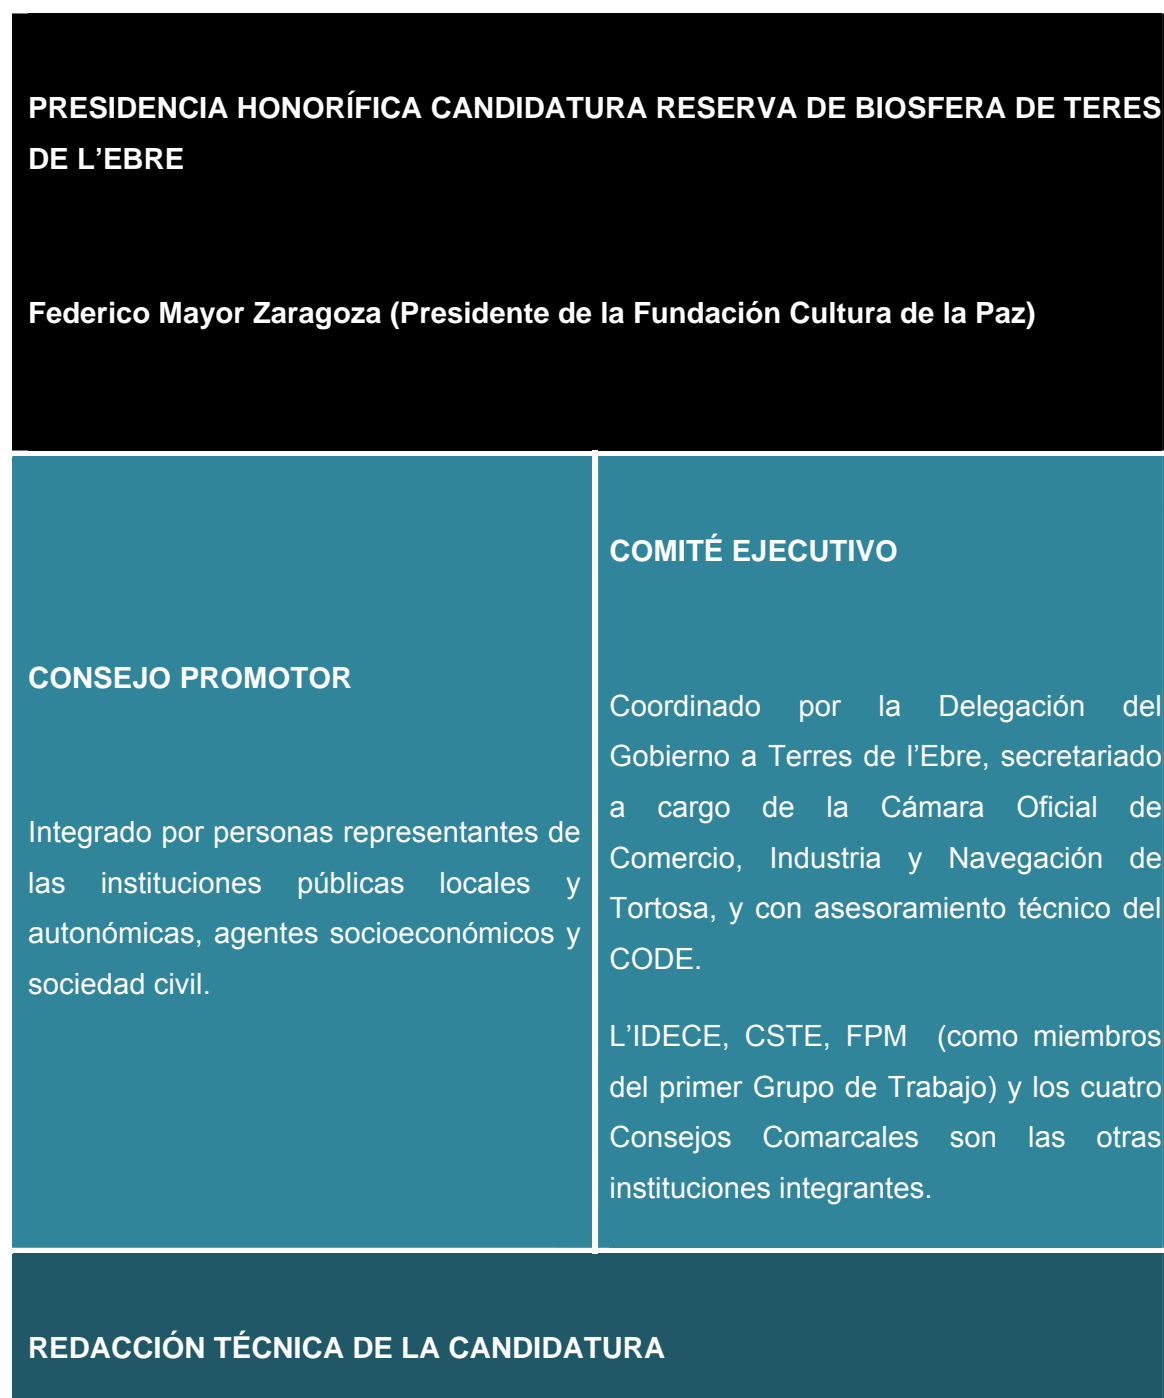 PRESIDENCIA HONORÍFICA CANDIDATURA RESERVA DE BIOSFERA DE TERES
DE L’EBRE
Federico Mayor Zaragoza (Presidente de la Fundación Cultura de la Paz)
CONSEJO PROMOTOR
Integrado por personas representantes de
las instituciones públicas locales y
autonómicas, agentes socioeconómicos y
sociedad civil.
COMITÉ EJECUTIVO
Coordinado por la Delegación del
Gobierno a Terres de l’Ebre, secretariado
a cargo de la Cámara Oficial de
Comercio, Industria y Navegación de
Tortosa, y con asesoramiento técnico del
CODE.
L’IDECE, CSTE, FPM (como miembros
del primer Grupo de Trabajo) y los cuatro
Consejos Comarcales son las otras
instituciones integrantes.
REDACCIÓN TÉCNICA DE LA CANDIDATURA